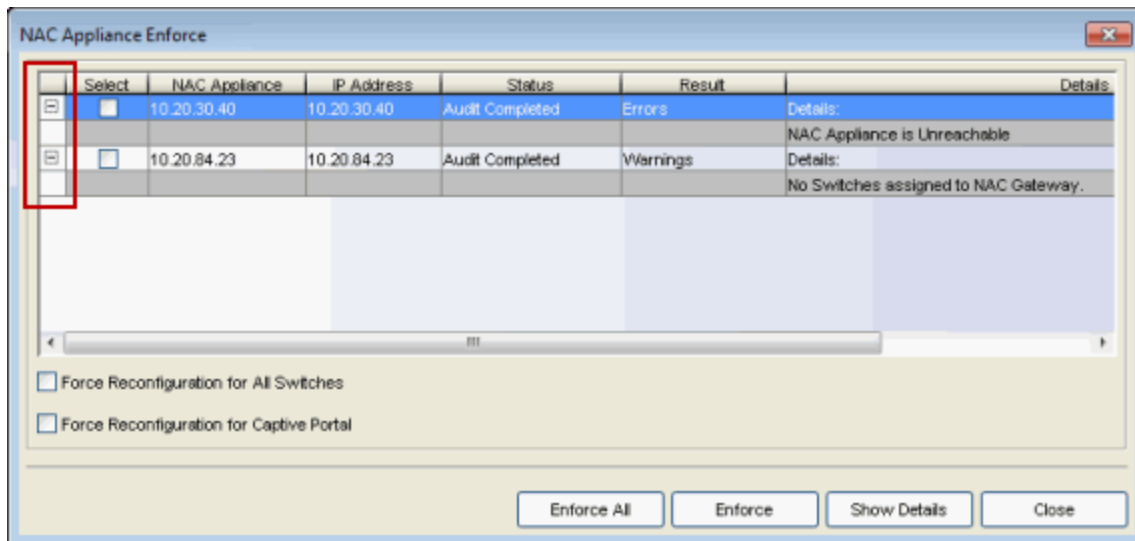 NAC Appliance Enforce
Select NAC Appliance IP Address Status Result Details
10.20.30.40 10.20.30.40 Audit Completed Errors Details:
NAC Appliance is Unreachable
10.20.84.23 10.20.84.23 Audit Completed Warnings Details:
No Switches assigned to NAC Gateway.
Force Reconfiguration for All Switches
Force Reconfiguration for Captive Portal
Enforce All Enforce Show Details Close